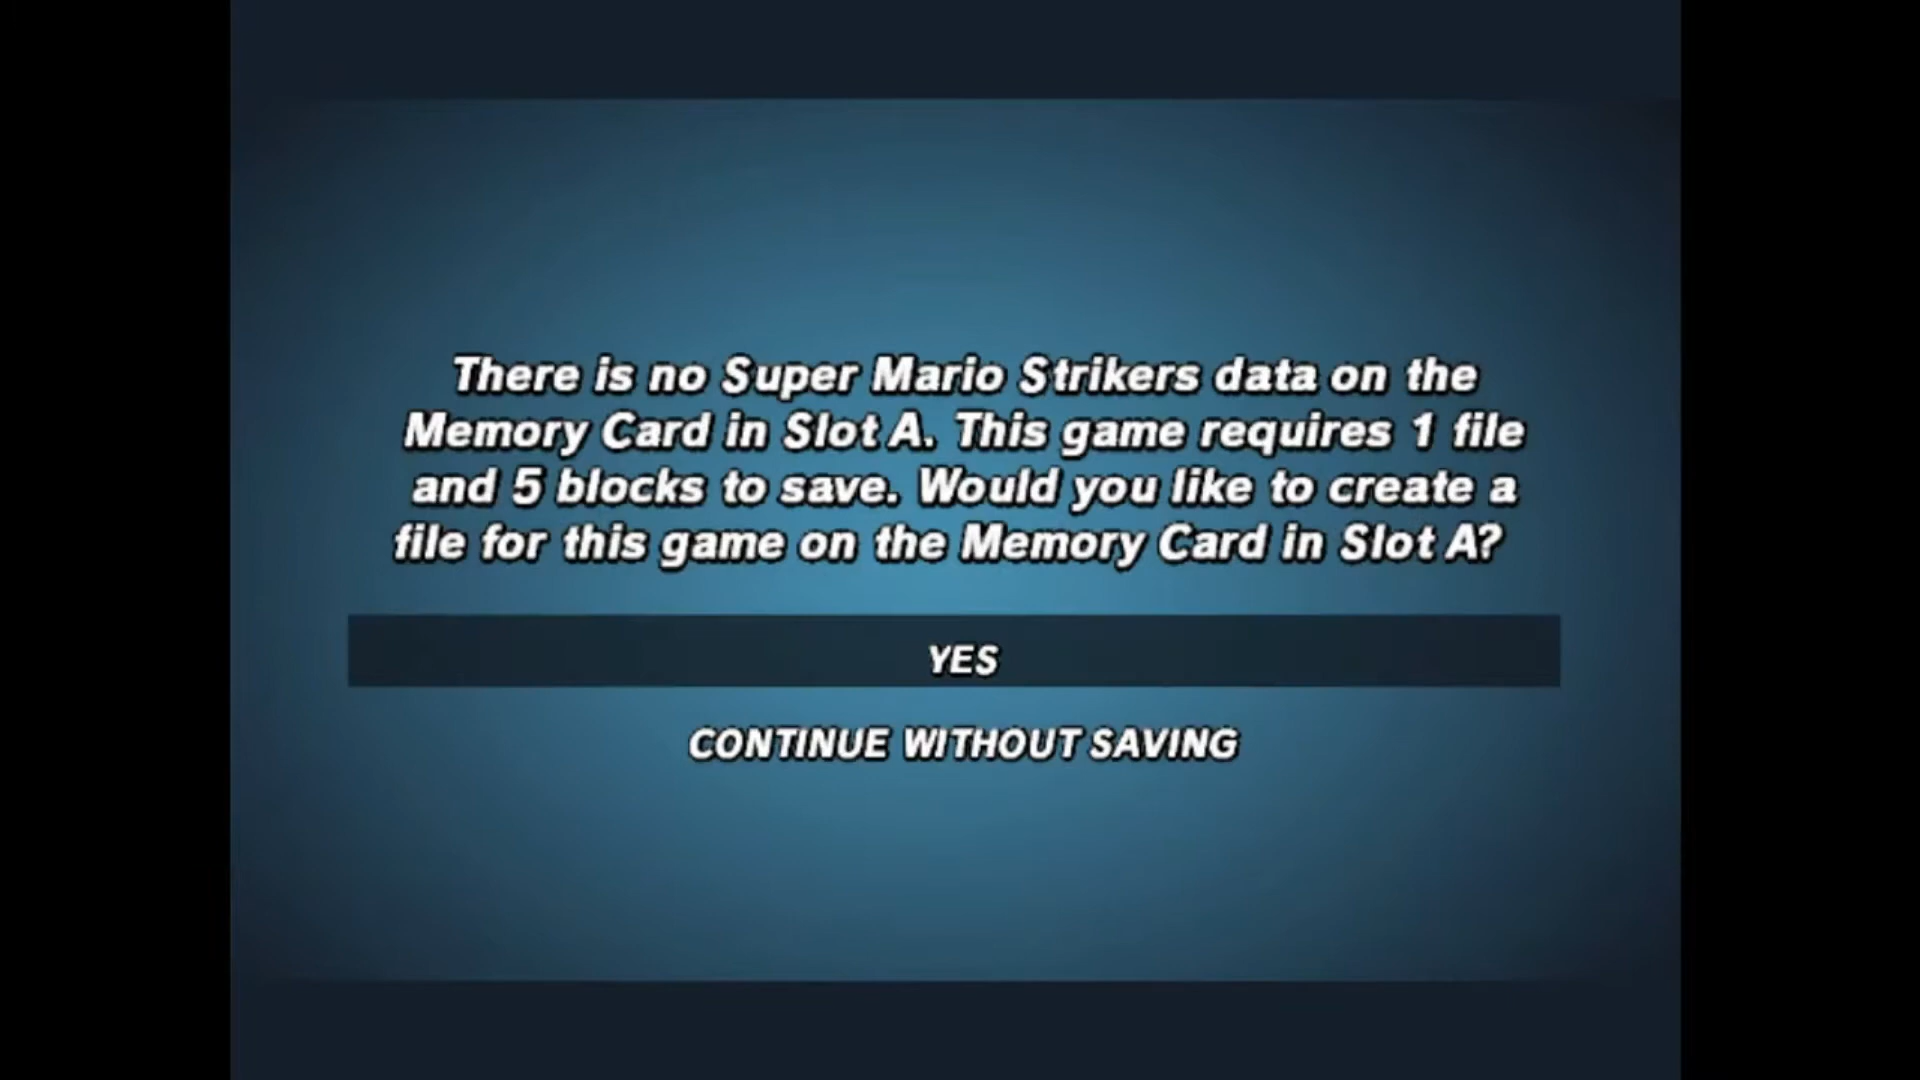 There is no Super Mario Strikers data on the
Memory Card in Slot A. This game requires 1 file
and 5 blocks to save. Would you like to create a
file for this game on the Memory Card in Slot A?
YES
CONTINUE WITHOUT SAVING